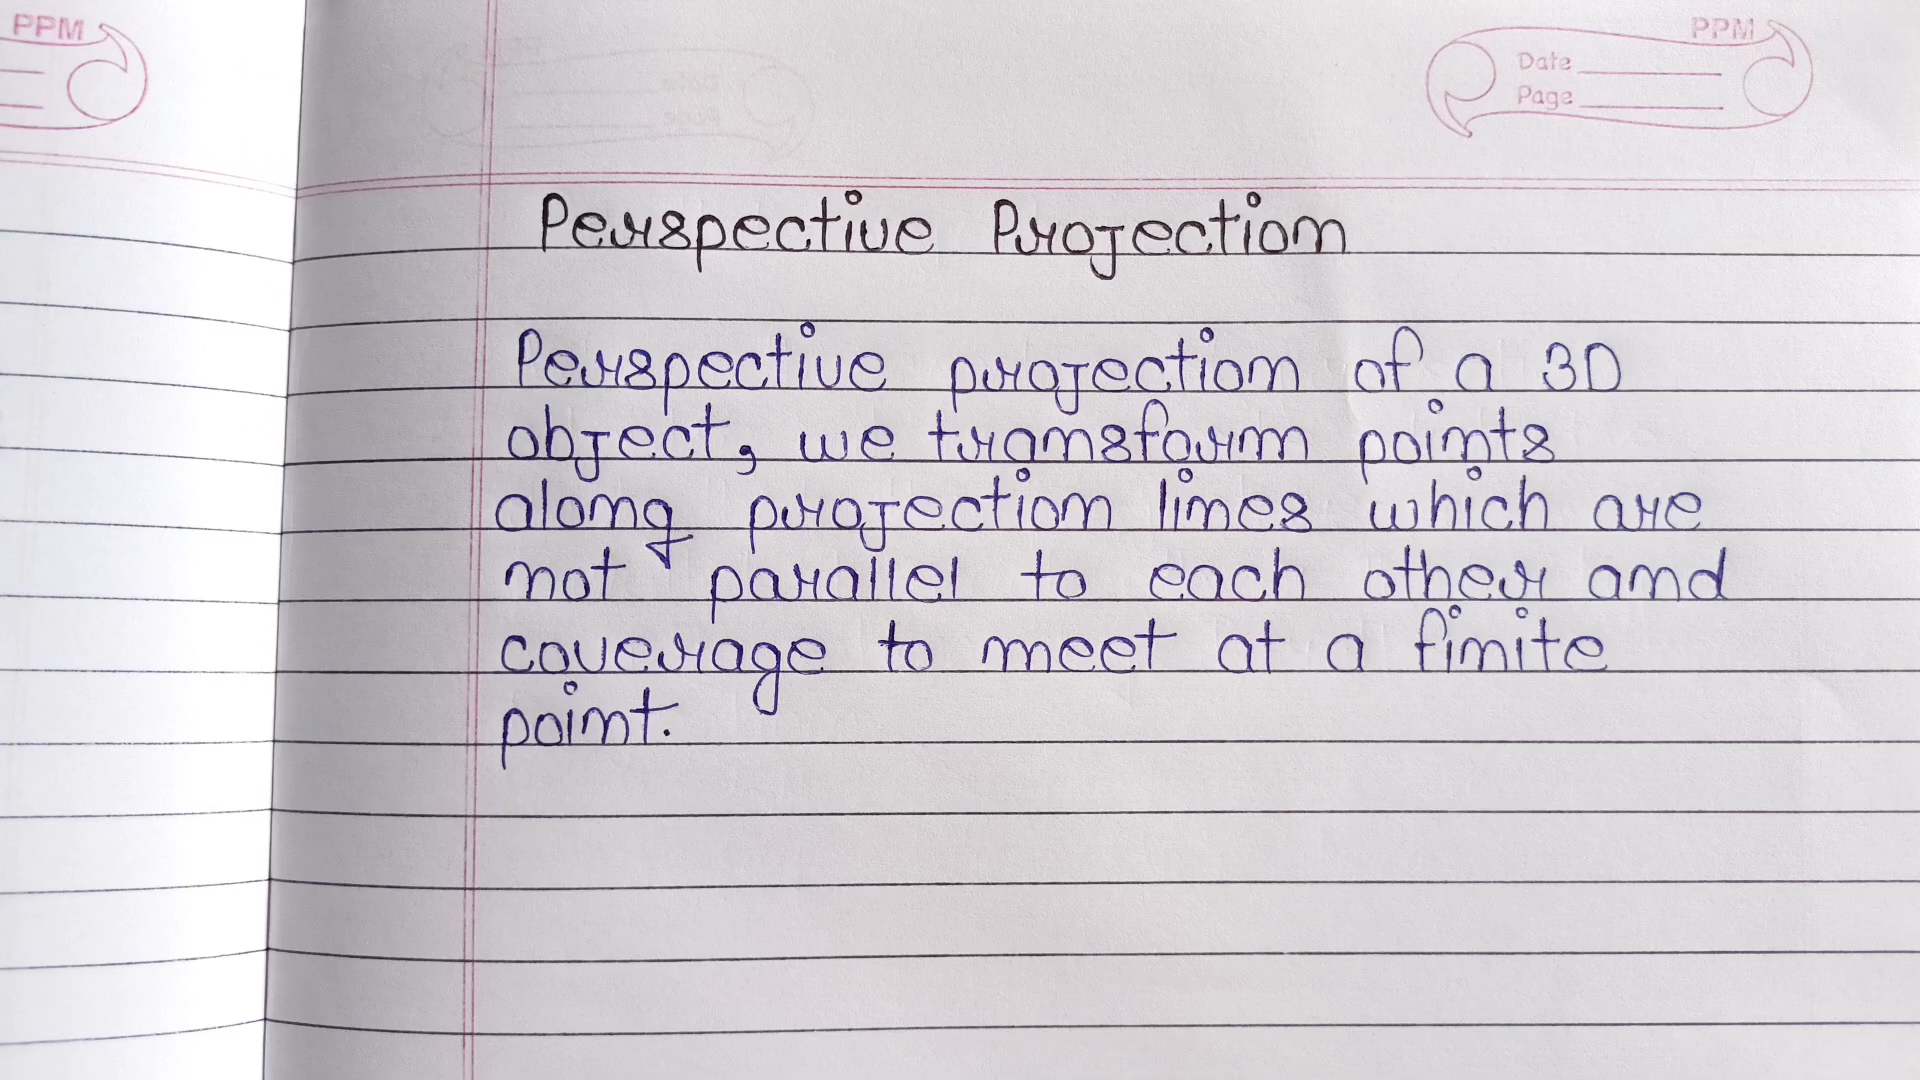 PPM
PPM
Date
Page
Perspective Projection
Perspective projection of a 3D
object, we transform points
along projection lines which are
not parallel to each other and
coverage to meet at a finite
point.